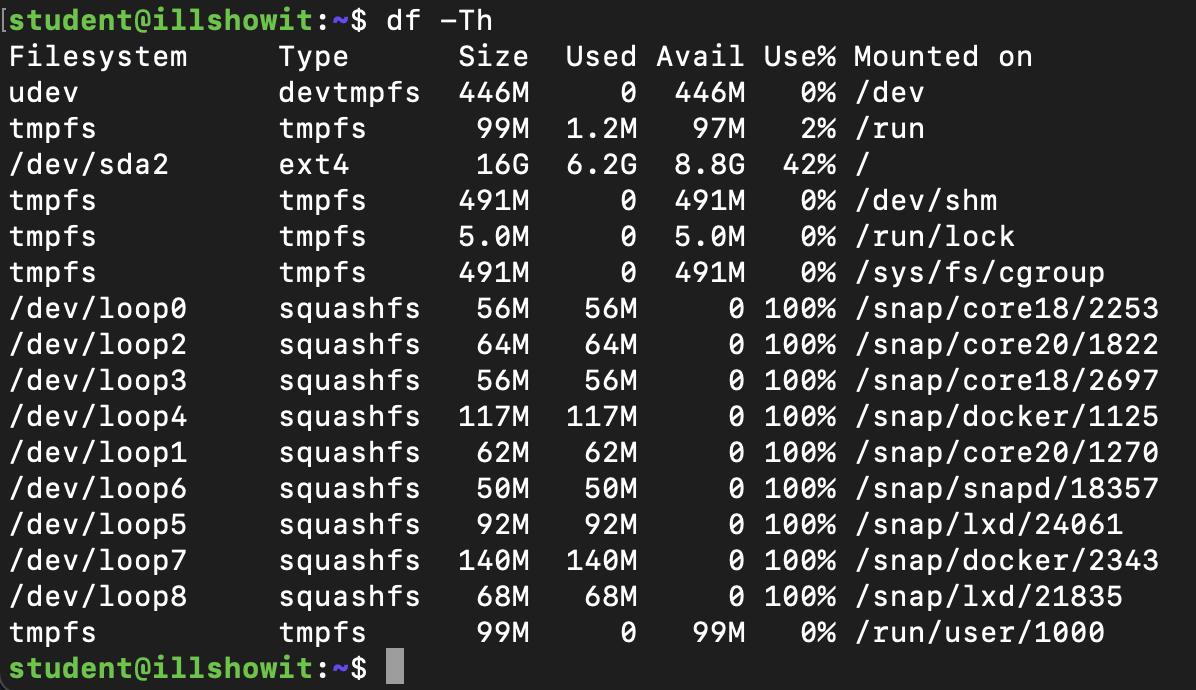 [student@illshowit:~$ df -Th
Filesystem     Type      Size  Used Avail Use% Mounted on
udev           devtmpfs  446M     0  446M   0% /dev
tmpfs          tmpfs      99M  1.2M   97M   2% /run
/dev/sda2      ext4       16G  6.2G  8.8G  42% /
tmpfs          tmpfs     491M     0  491M   0% /dev/shm
tmpfs          tmpfs     5.0M     0  5.0M   0% /run/lock
tmpfs          tmpfs     491M     0  491M   0% /sys/fs/cgroup
/dev/loop0     squashfs   56M   56M     0 100% /snap/core18/2253
/dev/loop2     squashfs   64M   64M     0 100% /snap/core20/1822
/dev/loop3     squashfs   56M   56M     0 100% /snap/core18/2697
/dev/loop4     squashfs  117M  117M     0 100% /snap/docker/1125
/dev/loop1     squashfs   62M   62M     0 100% /snap/core20/1270
/dev/loop6     squashfs   50M   50M     0 100% /snap/snapd/18357
/dev/loop5     squashfs   92M   92M     0 100% /snap/lxd/24061
/dev/loop7     squashfs  140M  140M     0 100% /snap/docker/2343
/dev/loop8     squashfs   68M   68M     0 100% /snap/lxd/21835
tmpfs          tmpfs      99M     0   99M   0% /run/user/1000
student@illshowit:~$